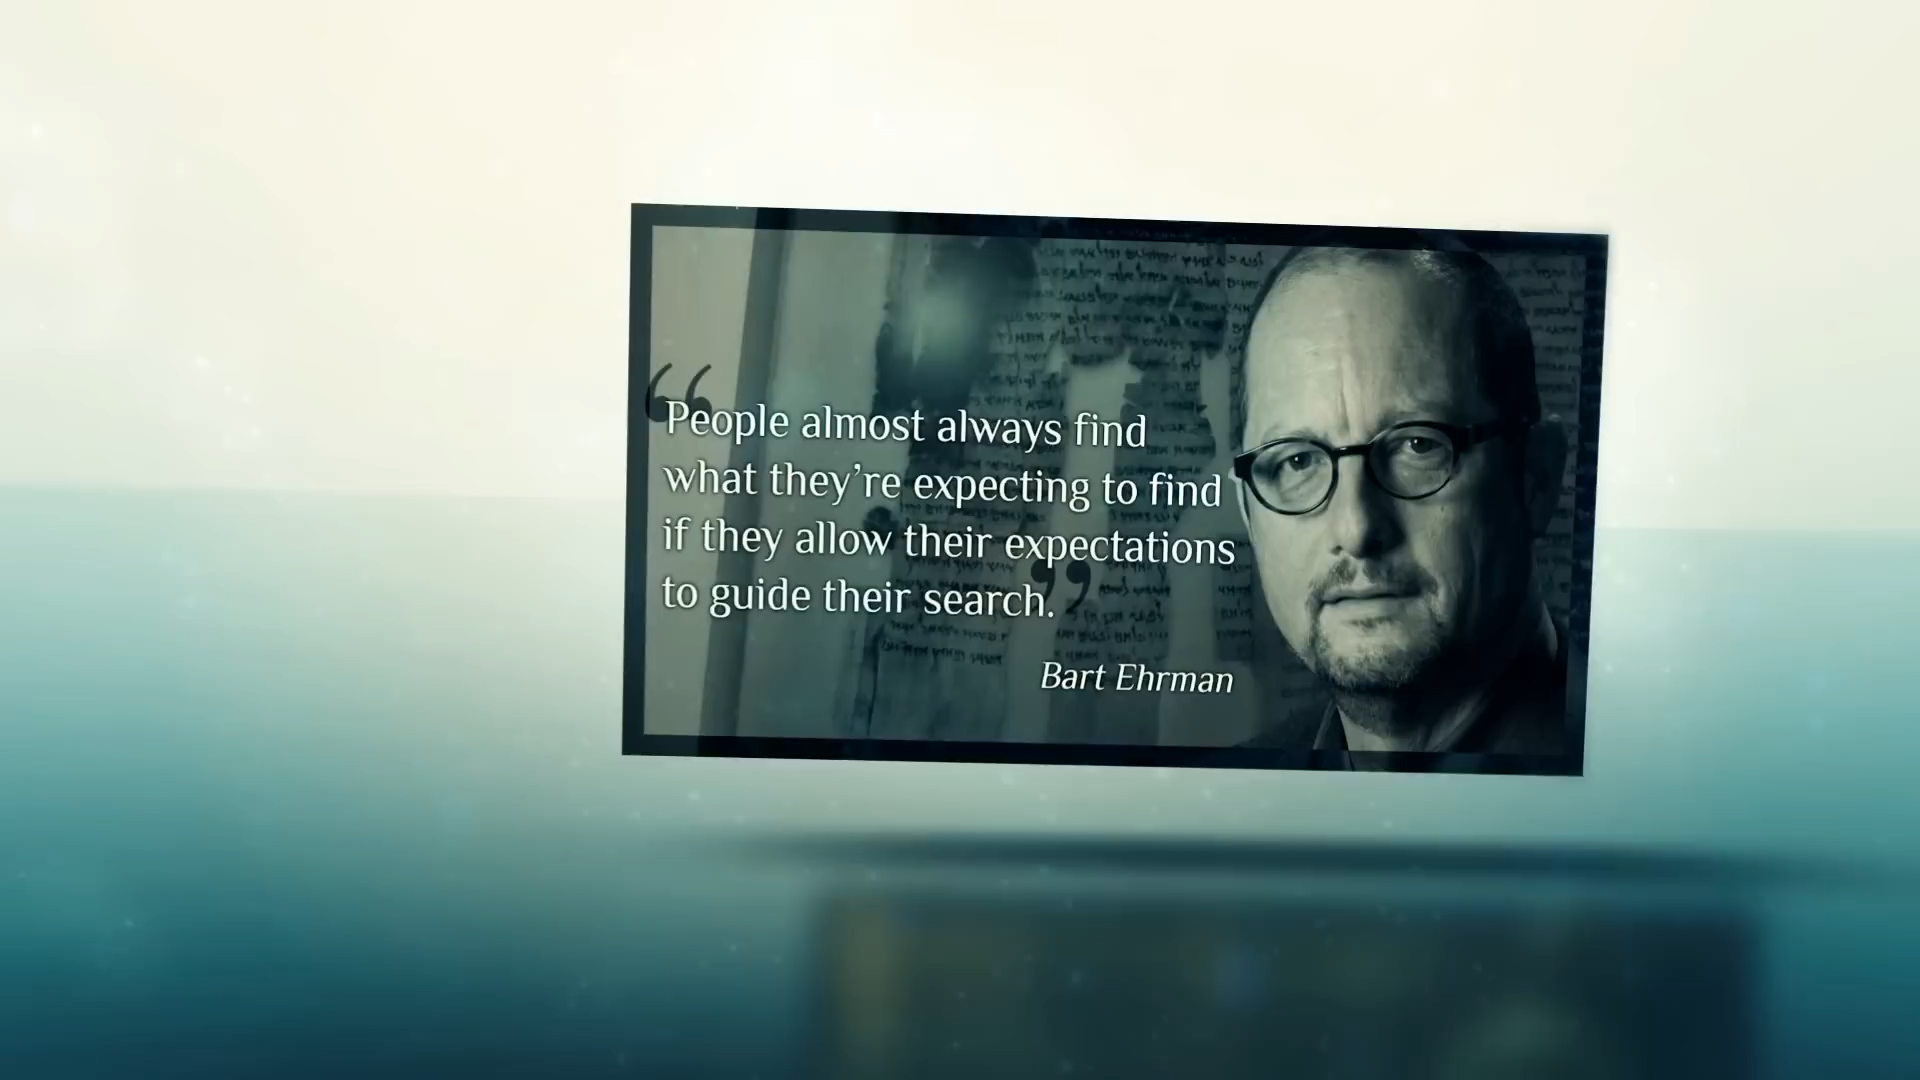 “People almost always find
what they’re expecting to find
if they allow their expectations
to guide their search.”
Bart Ehrman